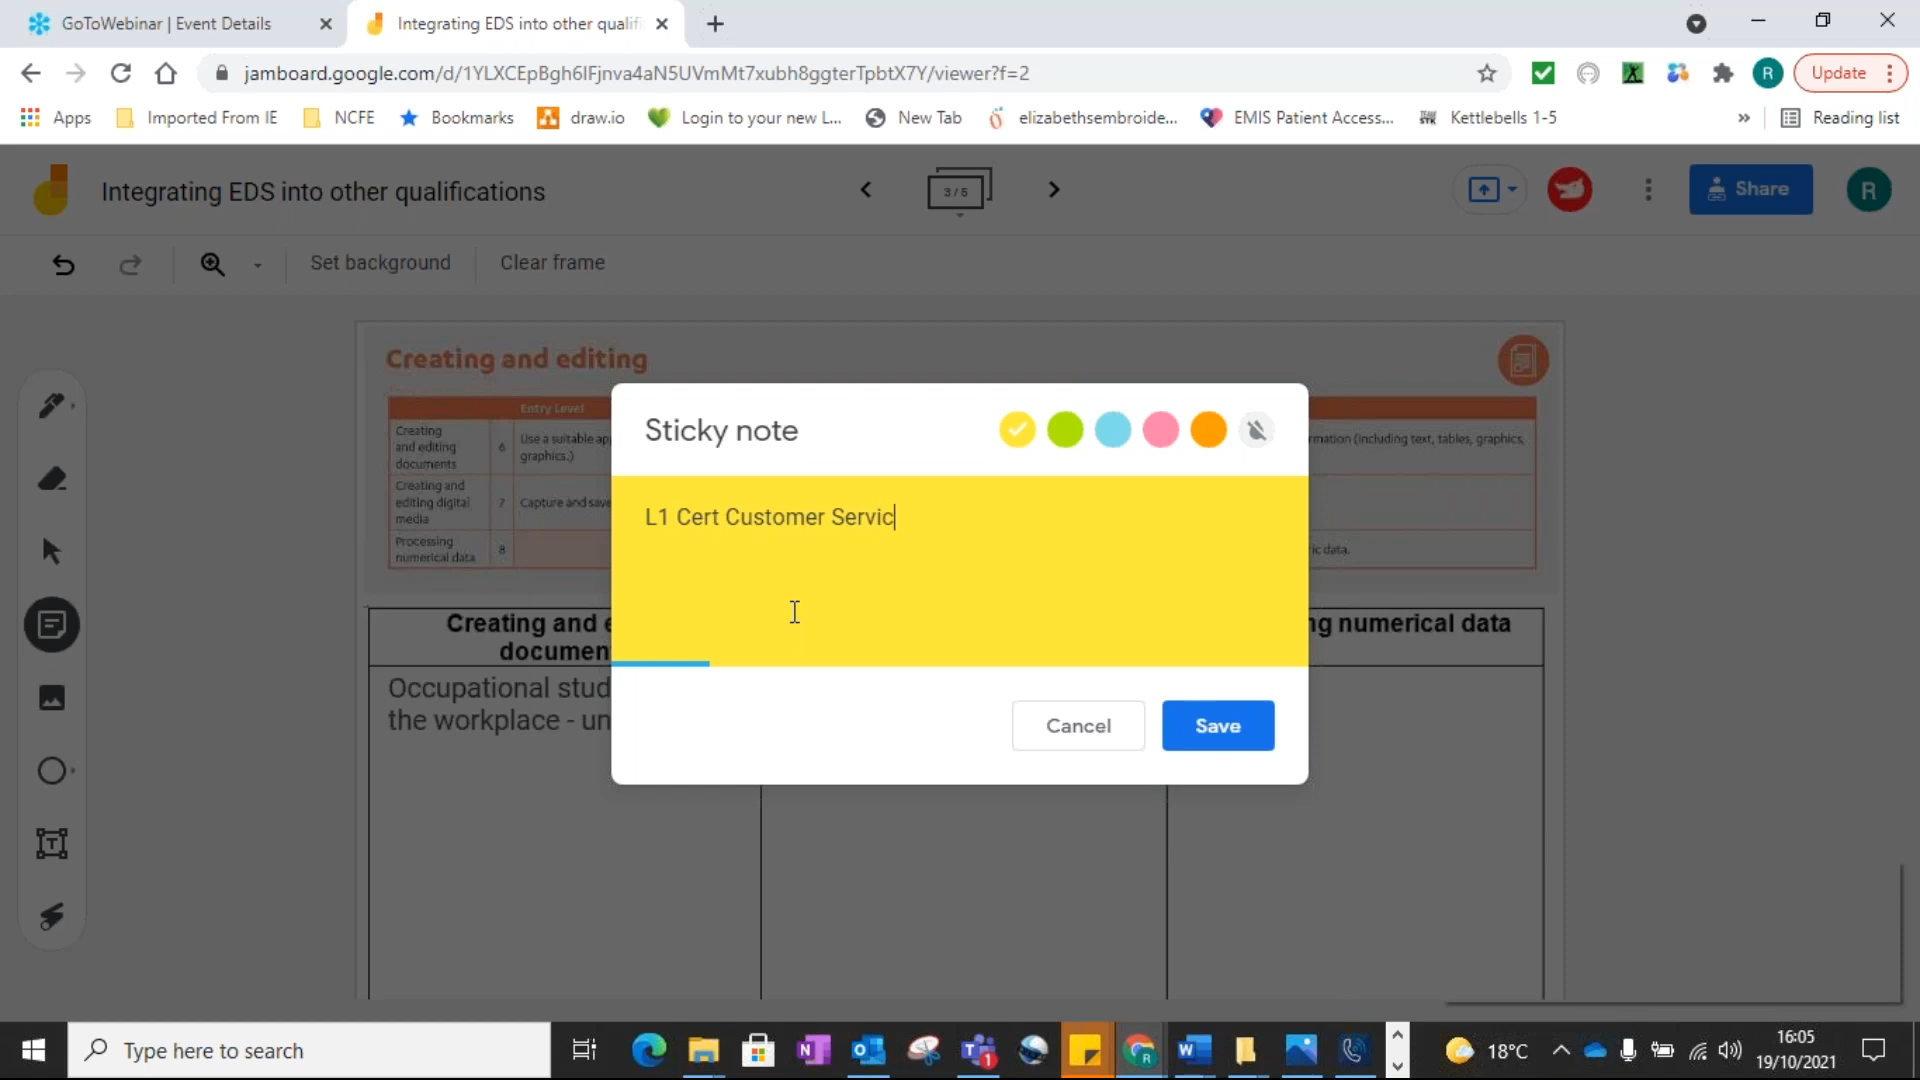 GoToWebinar | Event Details
Integrating EDS into other qualifi
jamboard.google.com/d/1YLXCEpBgh6IFjnva4aN5UVmMt7xubh8ggterTpbtX7Y/viewer?f=2
R
Update
Apps
Imported From IE
NCFE
Bookmarks
draw.io
Login to your new L...
New Tab
elizabethsembroide...
EMIS Patient Access...
Kettlebells 1-5
»
Reading list
Integrating EDS into other qualifications
3 / 5
Share
R
Set background
Clear frame
Creating and editing
Entry Level
Creating and editing documents
6
Use a suitable ap
graphics.)
rmation (including text, tables, graphics,
Creating and editing digital media
7
Capture and save
Processing numerical data
8
ic data.
Sticky note
L1 Cert Customer Servic
Cancel
Save
Creating and e
documen
ng numerical data
Occupational stud
the workplace - un
Type here to search
1
18°C
16:05
19/10/2021